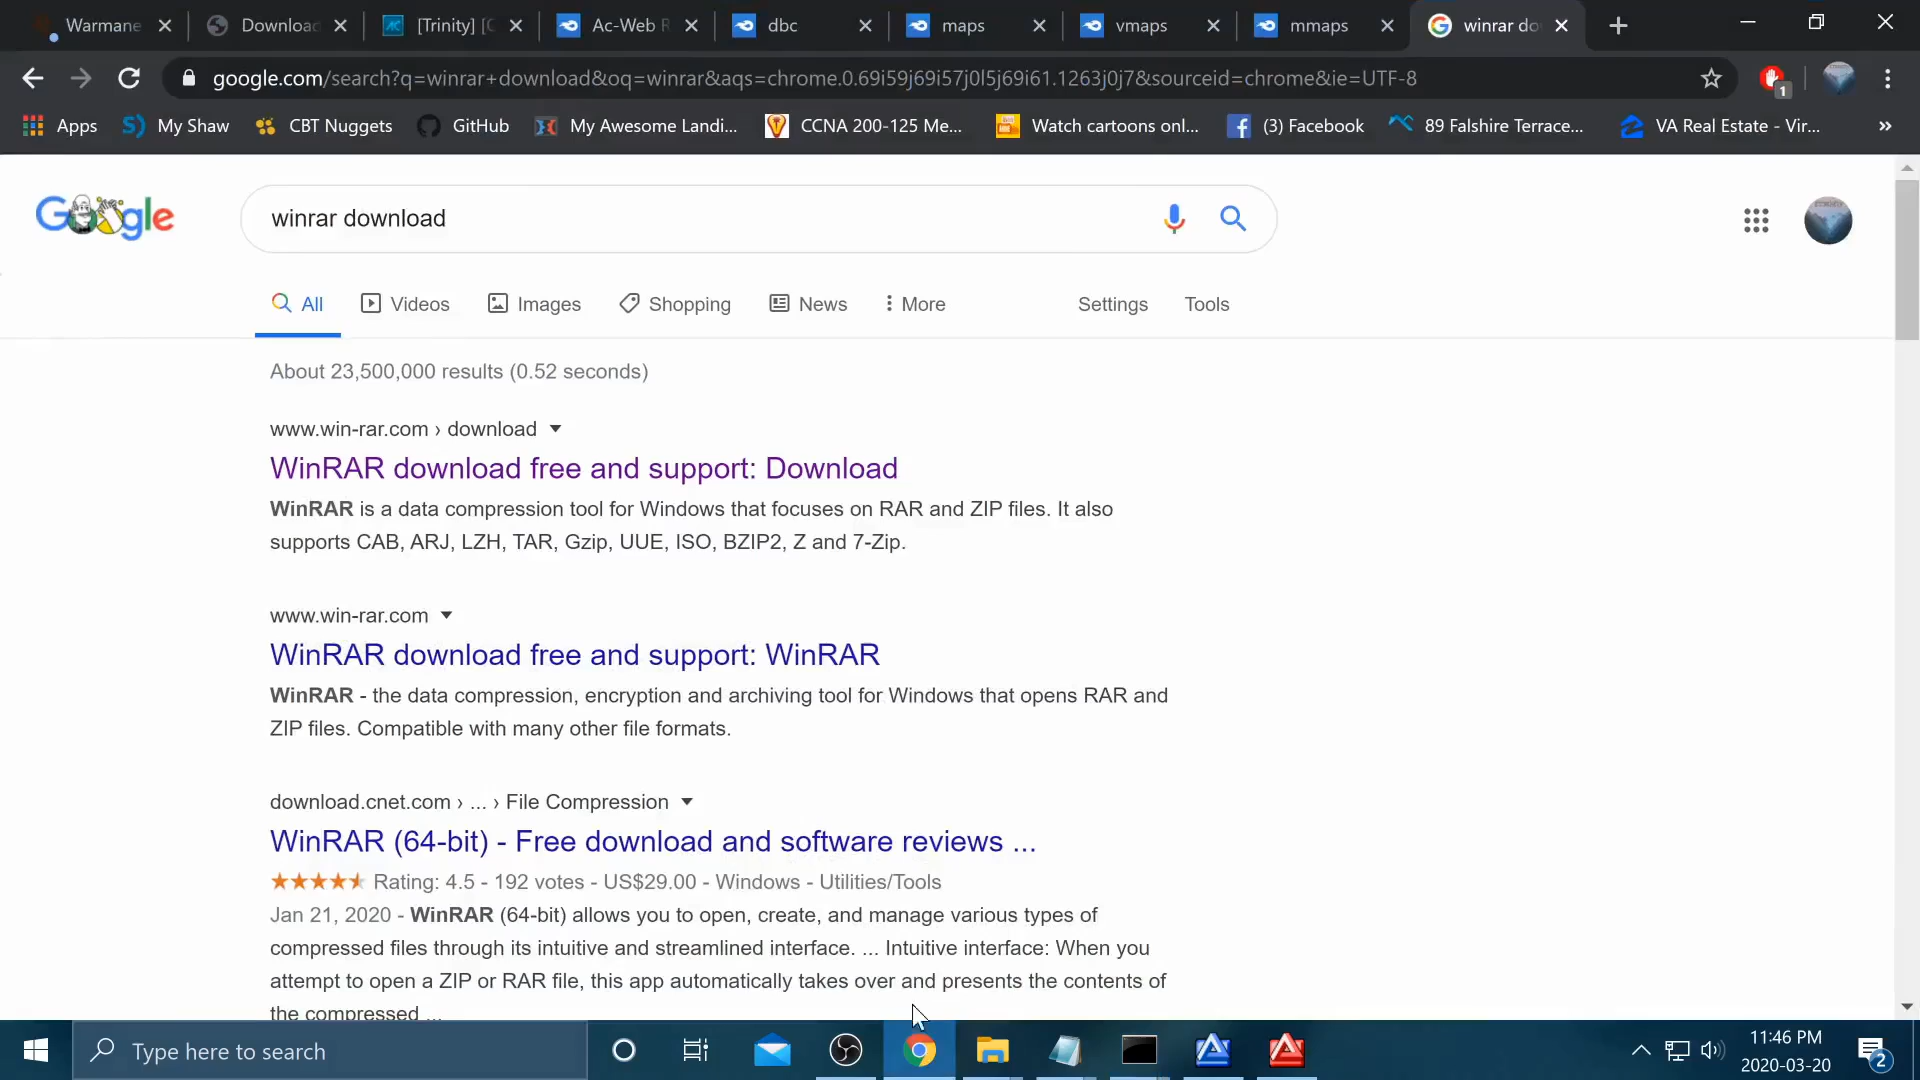 Warmane
Download
[Trinity] [C
Ac-Web R
dbc
maps
vmaps
mmaps
winrar do
google.com/search?q=winrar+download&oq=winrar&aqs=chrome.0.69i59j69i57j0l5j69i61.1263j0j7&sourceid=chrome&ie=UTF-8
1
Apps
My Shaw
CBT Nuggets
GitHub
My Awesome Landi...
CCNA 200-125 Me...
Watch cartoons onl...
(3) Facebook
89 Falshire Terrace...
VA Real Estate - Vir...
Google
winrar download
All
Videos
Images
Shopping
News
More
Settings
Tools
About 23,500,000 results (0.52 seconds)
www.win-rar.com › download
WinRAR download free and support: Download
WinRAR is a data compression tool for Windows that focuses on RAR and ZIP files. It also
supports CAB, ARJ, LZH, TAR, Gzip, UUE, ISO, BZIP2, Z and 7-Zip.
www.win-rar.com
WinRAR download free and support: WinRAR
WinRAR - the data compression, encryption and archiving tool for Windows that opens RAR and
ZIP files. Compatible with many other file formats.
download.cnet.com › ... › File Compression
WinRAR (64-bit) - Free download and software reviews ...
Rating: 4.5 - 192 votes - US$29.00 - Windows - Utilities/Tools
Jan 21, 2020 - WinRAR (64-bit) allows you to open, create, and manage various types of
compressed files through its intuitive and streamlined interface. ... Intuitive interface: When you
attempt to open a ZIP or RAR file, this app automatically takes over and presents the contents of
the compressed ...
Type here to search
11:46 PM
2020-03-20
2